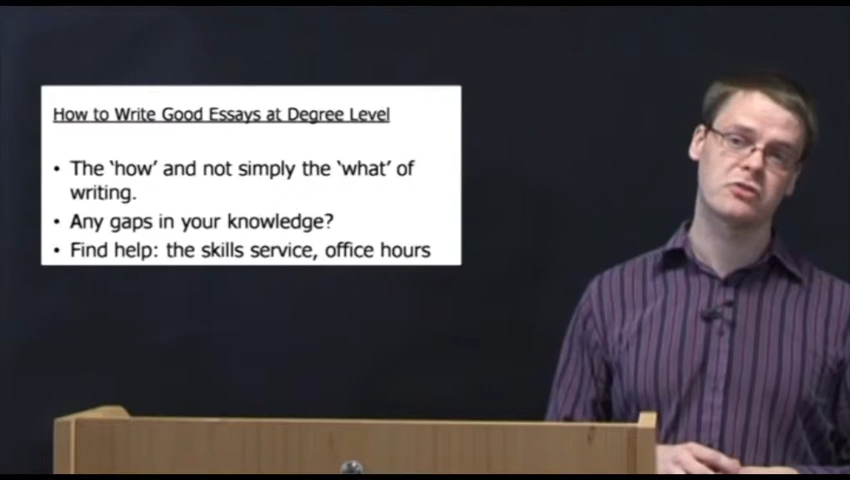 How to Write Good Essays at Degree Level
• The ‘how’ and not simply the ‘what’ of
writing.
• Any gaps in your knowledge?
• Find help: the skills service, office hours